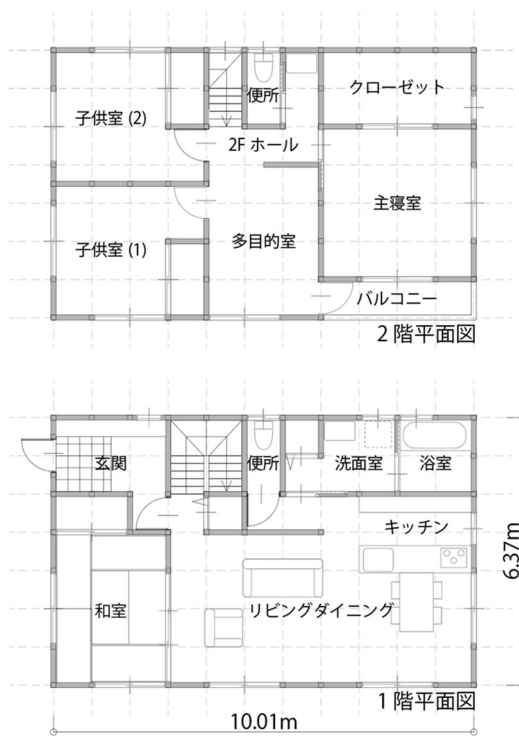 便所
クローゼット
子供室 (2)
2F ホール
主寝室
子供室 (1)
多目的室
バルコニー
2 階平面図
玄関
便所
洗面室
浴室
キッチン
和室
リビングダイニング
6.37m
1 階平面図
10.01m